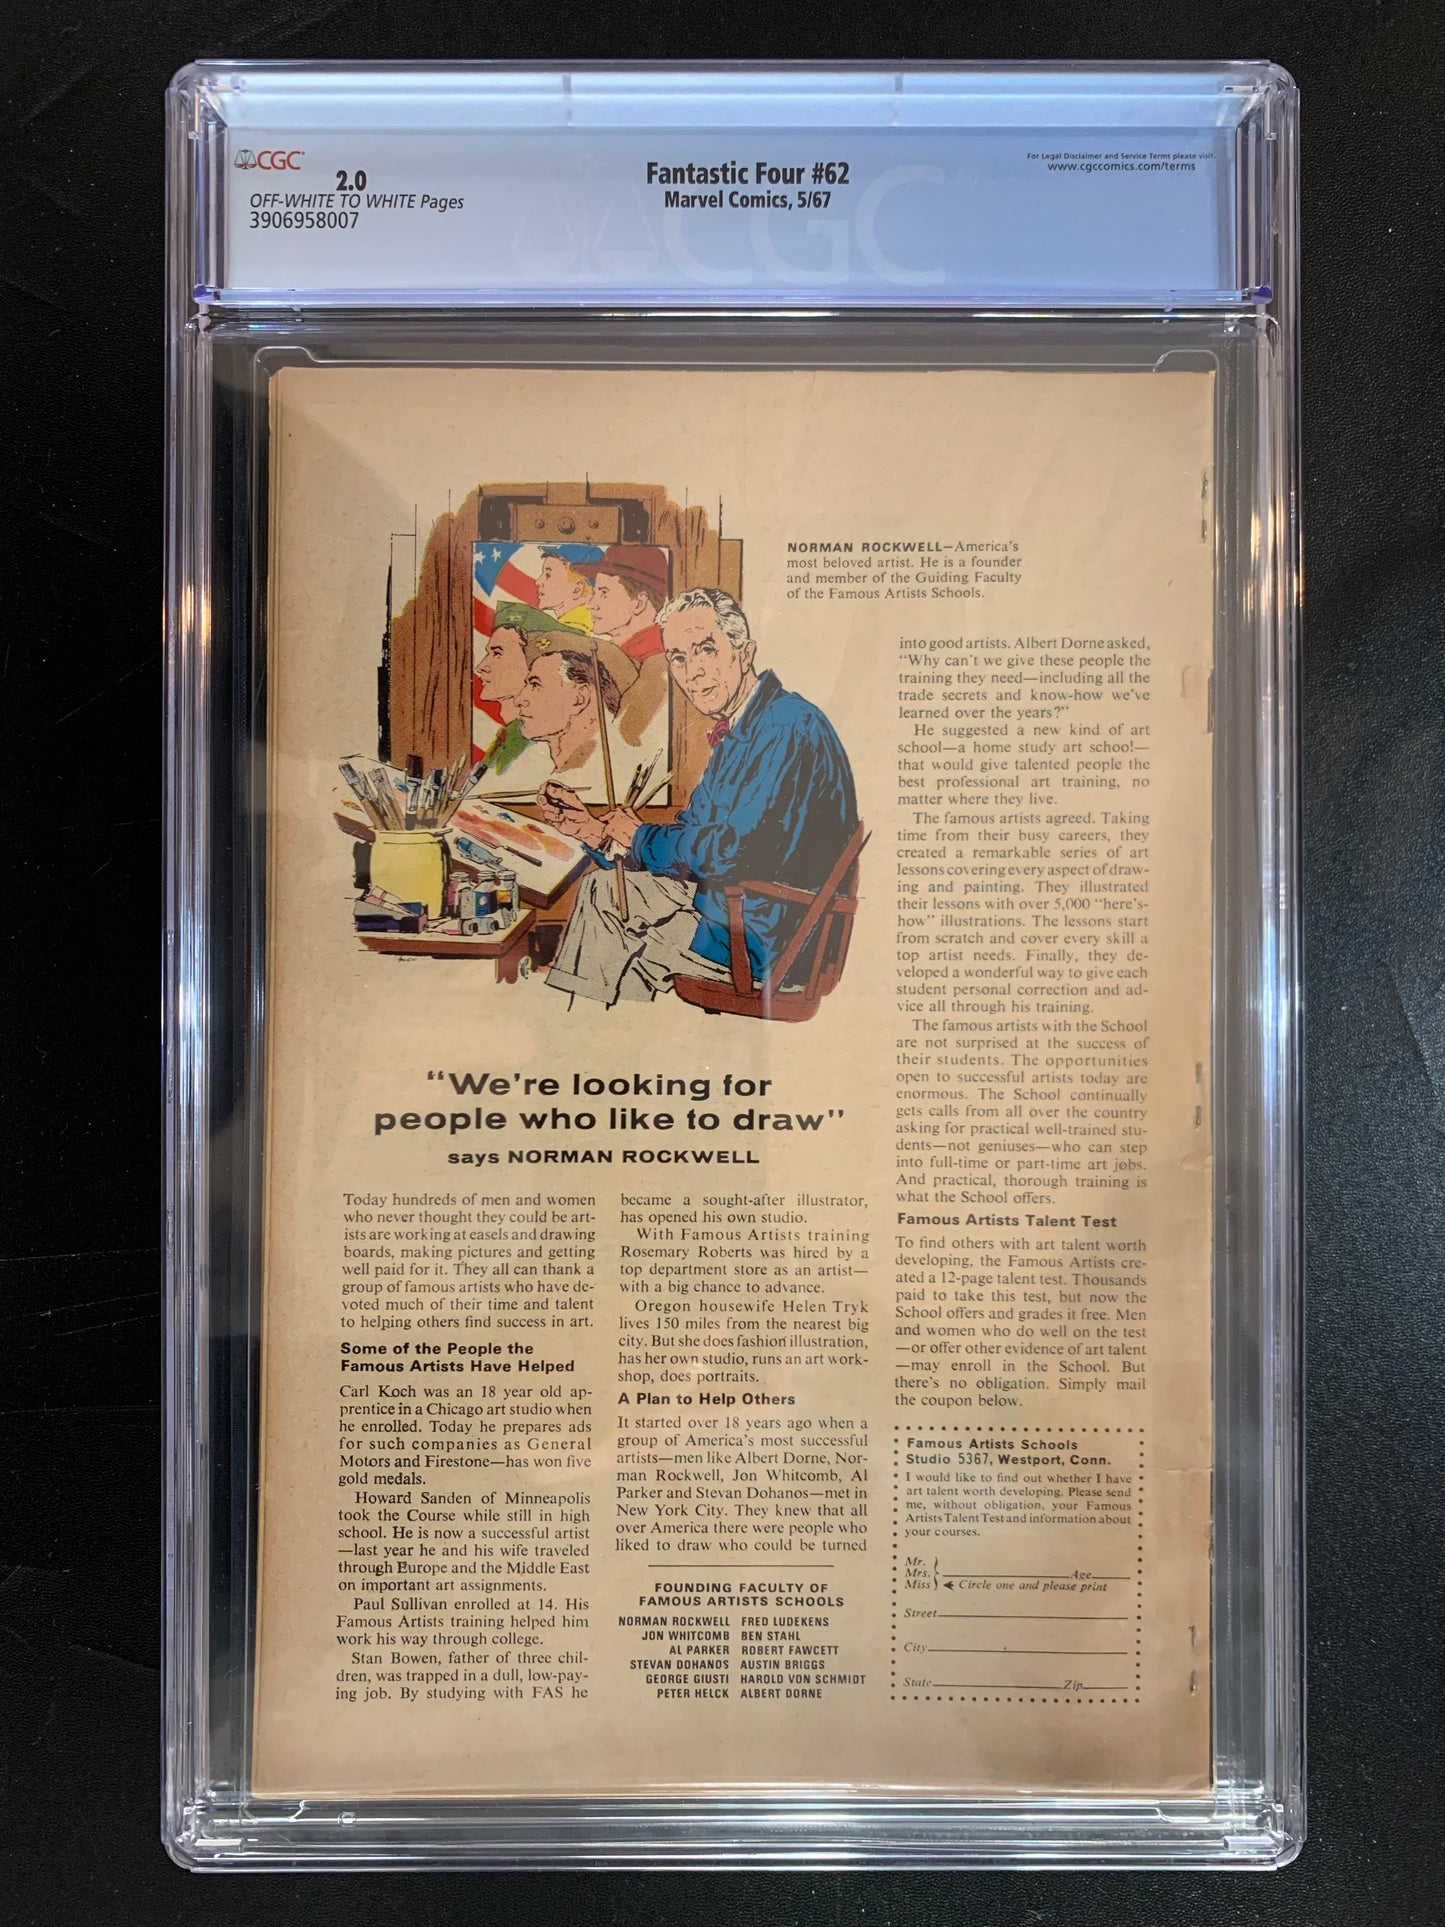 CGC
2.0
OFF-WHITE TO WHITE Pages
3906958007
Fantastic Four #62
Marvel Comics, 5/67
For Legal Disclaimer and Service Terms please visit:
www.cgccomics.com/terms
CGC
NORMAN ROCKWELL—America's
most beloved artist. He is a founder
and member of the Guiding Faculty
of the Famous Artists Schools.
"We're looking for
people who like to draw"
says NORMAN ROCKWELL
Today hundreds of men and women
who never thought they could be art-
ists are working at easels and drawing
boards, making pictures and getting
well paid for it. They all can thank a
group of famous artists who have de-
voted much of their time and talent
to helping others find success in art.
Some of the People the
Famous Artists Have Helped
Carl Koch was an 18 year old ap-
prentice in a Chicago art studio when
he enrolled. Today he prepares ads
for such companies as General
Motors and Firestone—has won five
gold medals.
Howard Sanden of Minneapolis
took the Course while still in high
school. He is now a successful artist
—last year he and his wife traveled
through Europe and the Middle East
on important art assignments.
Paul Sullivan enrolled at 14. His
Famous Artists training helped him
work his way through college.
Stan Bowen, father of three chil-
dren, was trapped in a dull, low-pay-
ing job. By studying with FAS he
became a sought-after illustrator,
has opened his own studio.
With Famous Artists training
Rosemary Roberts was hired by a
top department store as an artist—
with a big chance to advance.
Oregon housewife Helen Tryk
lives 150 miles from the nearest big
city. But she does fashion illustration,
has her own studio, runs an art work-
shop, does portraits.
A Plan to Help Others
It started over 18 years ago when a
group of America's most successful
artists—men like Albert Dorne, Nor-
man Rockwell, Jon Whitcomb, Al
Parker and Stevan Dohanos—met in
New York City. They knew that all
over America there were people who
liked to draw who could be turned
FOUNDING FACULTY OF
FAMOUS ARTISTS SCHOOLS
NORMAN ROCKWELL FRED LUDEKENS
JON WHITCOMB BEN STAHL
AL PARKER ROBERT FAWCETT
STEVAN DOHANOS AUSTIN BRIGGS
GEORGE GIUSTI HAROLD VON SCHMIDT
PETER HELCK ALBERT DORNE
into good artists. Albert Dorne asked,
"Why can't we give these people the
training they need—including all the
trade secrets and know-how we've
learned over the years?"
He suggested a new kind of art
school—a home study art school—
that would give talented people the
best professional art training, no
matter where they live.
The famous artists agreed. Taking
time from their busy careers, they
created a remarkable series of art
lessons covering every aspect of draw-
ing and painting. They illustrated
their lessons with over 5,000 "here's-
how" illustrations. The lessons start
from scratch and cover every skill a
top artist needs. Finally, they de-
veloped a wonderful way to give each
student personal correction and ad-
vice all through his training.
The famous artists with the School
are not surprised at the success of
their students. The opportunities
open to successful artists today are
enormous. The School continually
gets calls from all over the country
asking for practical well-trained stu-
dents—not geniuses—who can step
into full-time or part-time art jobs.
And practical, thorough training is
what the School offers.
Famous Artists Talent Test
To find others with art talent worth
developing, the Famous Artists cre-
ated a 12-page talent test. Thousands
paid to take this test, but now the
School offers and grades it free. Men
and women who do well on the test
—or offer other evidence of art talent
—may enroll in the School. But
there's no obligation. Simply mail
the coupon below.
Famous Artists Schools
Studio 5367, Westport, Conn.
I would like to find out whether I have
art talent worth developing. Please send
me, without obligation, your Famous
Artists Talent Test and information about
your courses.
Mr.
Mrs. Age
Miss Circle one and please print
Street
City
State Zip